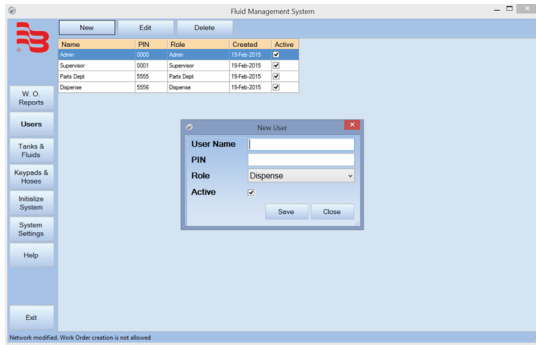 Fluid Management System
New Edit Delete
Name PIN Role Created Active
Admin 0000 Admin 19-Feb-2015
Supervisor 0001 Supervisor 19-Feb-2015
Parts Dept 5555 Parts Dept 19-Feb-2015
Dispense 5556 Dispense 19-Feb-2015
W. O.
Reports
Users
Tanks &
Fluids
Keypads &
Hoses
Initialize
System
System
Settings
Help
Exit
New User
User Name
PIN
Role Dispense
Active
Save Close
Network modified. Work Order creation is not allowed